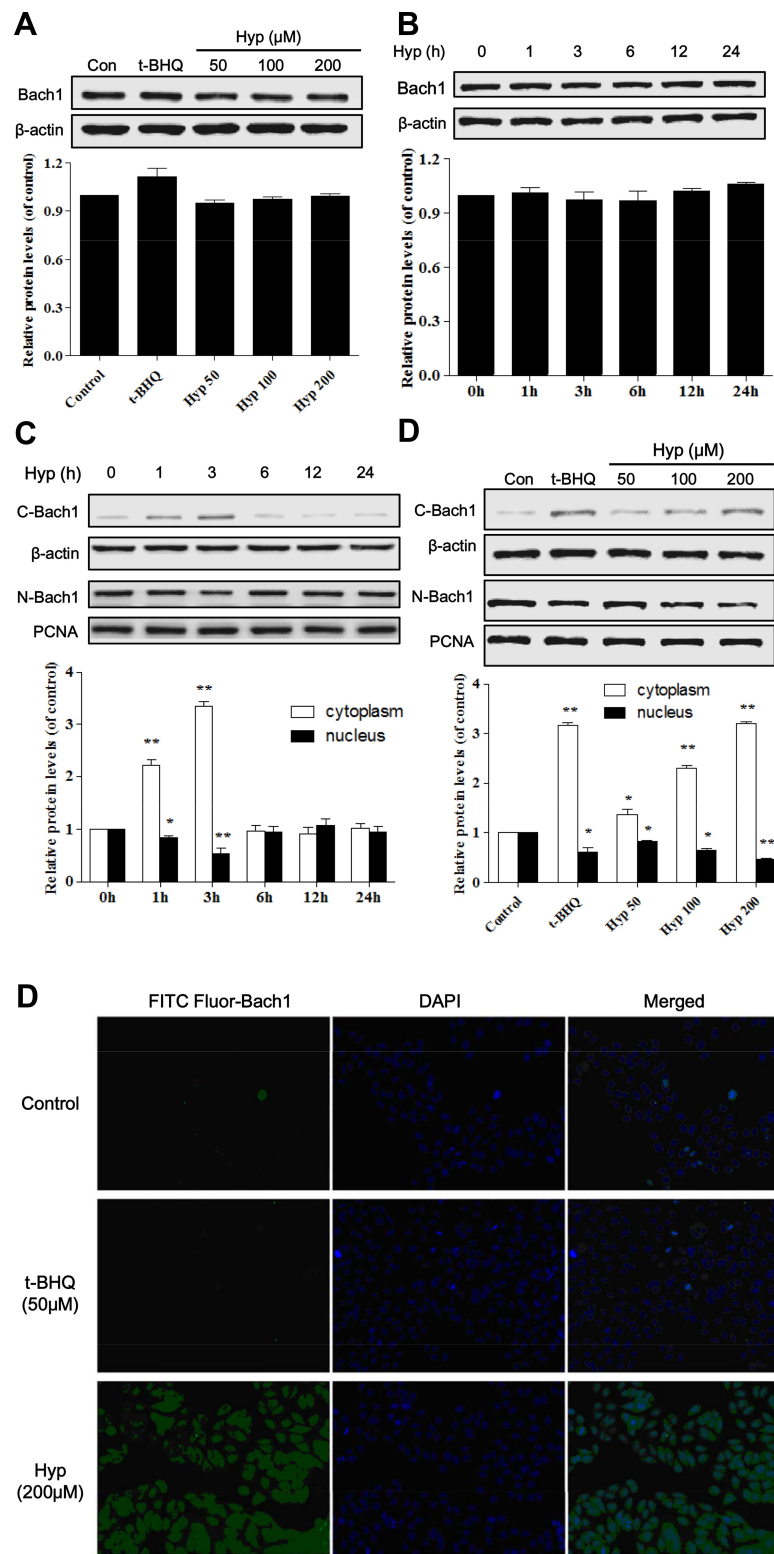 A
Hyp (µM)
Con t-BHQ 50 100 200
Bach1
β-actin
Relative protein levels (of control)
1.2
0.9
0.6
0.3
0.0
Control t-BHQ Hyp 50 Hyp 100 Hyp 200
B
Hyp (h) 0 1 3 6 12 24
Bach1
β-actin
Relative protein levels (of control)
1.2
0.9
0.6
0.3
0.0
0h 1h 3h 6h 12h 24h
C
Hyp (h) 0 1 3 6 12 24
C-Bach1
β-actin
N-Bach1
PCNA
Relative protein levels (of control)
4
3
2
1
0
cytoplasm
nucleus
** * ** **
0h 1h 3h 6h 12h 24h
D
Hyp (µM)
Con t-BHQ 50 100 200
C-Bach1
β-actin
N-Bach1
PCNA
Relative protein levels (of control)
4
3
2
1
0
cytoplasm
nucleus
** * * * ** * ** **
Control t-BHQ Hyp 50 Hyp 100 Hyp 200
D
FITC Fluor-Bach1 DAPI Merged
Control
t-BHQ
(50µM)
Hyp
(200µM)